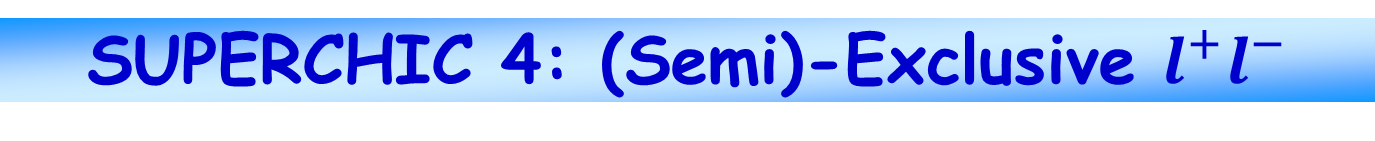 SUPERCHIC 4: (Semi)-Exclusive l⁺l⁻